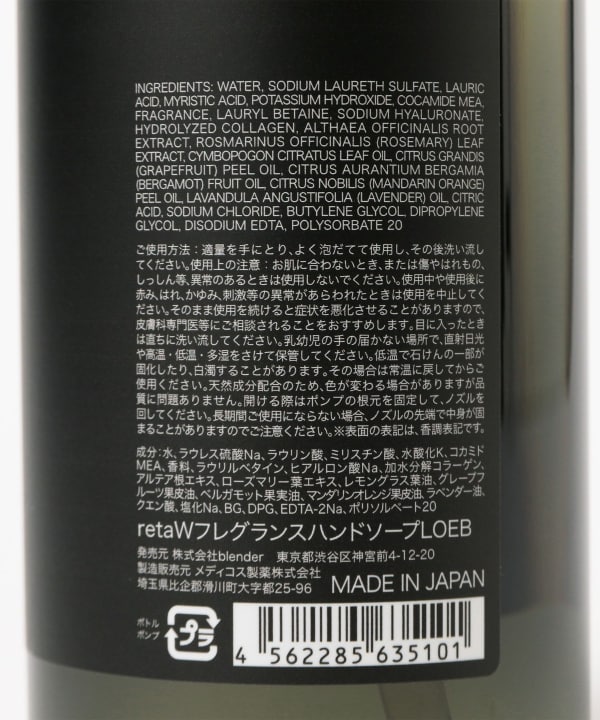 INGREDIENTS: WATER, SODIUM LAURETH SULFATE, LAURIC
ACID, MYRISTIC ACID, POTASSIUM HYDROXIDE, COCAMIDE MEA,
FRAGRANCE, LAURYL BETAINE, SODIUM HYALURONATE,
HYDROLYZED COLLAGEN, ALTHAEA OFFICINALIS ROOT
EXTRACT, ROSMARINUS OFFICINALIS (ROSEMARY) LEAF
EXTRACT, CYMBOPOGON CITRATUS LEAF OIL, CITRUS GRANDIS
(GRAPEFRUIT) PEEL OIL, CITRUS AURANTIUM BERGAMIA
(BERGAMOT) FRUIT OIL, CITRUS NOBILIS (MANDARIN ORANGE)
PEEL OIL, LAVANDULA ANGUSTIFOLIA (LAVENDER) OIL, CITRIC
ACID, SODIUM CHLORIDE, BUTYLENE GLYCOL, DIPROPYLENE
GLYCOL, DISODIUM EDTA, POLYSORBATE 20
ご使用方法：適量を手にとり、よく泡だてて使用し、その後洗い流し
てください。使用上の注意：お肌に合わないとき、または傷やはれもの、
しっしん等、異常のあるときは使用しないでください。使用中や使用後に
赤み、はれ、かゆみ、刺激等の異常があらわれたときは使用を中止してく
ださい。そのまま使用を続けると症状を悪化させることがありますので、
皮膚科専門医等にご相談されることをおすすめします。目に入ったとき
は直ちに洗い流してください。乳幼児の手の届かない場所で、直射日光
や高温・低温・多湿をさけて保管してください。低温で石けんの一部が
固化したり、白濁することがあります。その場合は常温に戻してからご
使用ください。天然成分配合のため、色が変わる場合がありますが品
質に問題ありません。開ける際はポンプの根元を固定して、ノズルを
回してください。長期間ご使用にならない場合、ノズルの先端で中身が固
まることがありますのでご注意ください。※表面の表記は、香調表記です。
成分：水、ラウレス硫酸Na、ラウリン酸、ミリスチン酸、水酸化K、コカミド
MEA、香料、ラウリルベタイン、ヒアルロン酸Na、加水分解コラーゲン、
アルテア根エキス、ローズマリー葉エキス、レモングラス葉油、グレープフ
ルーツ果皮油、ベルガモット果実油、マンダリンオレンジ果皮油、ラベンダー油、
クエン酸、塩化Na、BG、DPG、EDTA-2Na、ポリソルベート20
retaWフレグランスハンドソープLOEB
発売元 株式会社blender 東京都渋谷区神宮前4-12-20
製造販売元 メディコス製薬株式会社
埼玉県比企郡滑川町大字都25-96 MADE IN JAPAN
ボトル
ポンプ
プラ
4 562285 635101